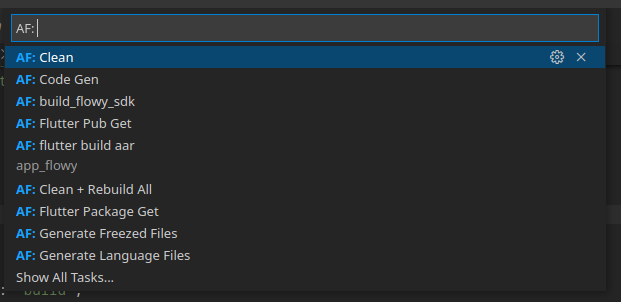 AF:
AF: Clean
AF: Code Gen
AF: build_flowy_sdk
AF: Flutter Pub Get
AF: flutter build aar
app_flowy
AF: Clean + Rebuild All
AF: Flutter Package Get
AF: Generate Freezed Files
AF: Generate Language Files
Show All Tasks...